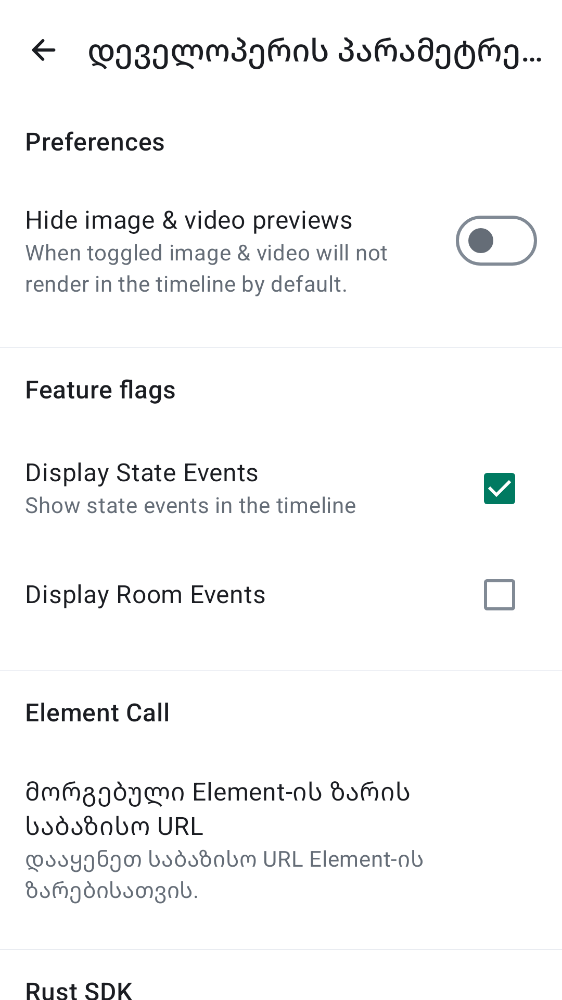 დეველოპერის პარამეტრე...
Preferences
Hide image & video previews
When toggled image & video will not
render in the timeline by default.
Feature flags
Display State Events
Show state events in the timeline
Display Room Events
Element Call
მორგებული Element-ის ზარის
საბაზისო URL
დააყენეთ საბაზისო URL Element-ის
ზარებისათვის.
Rust SDK